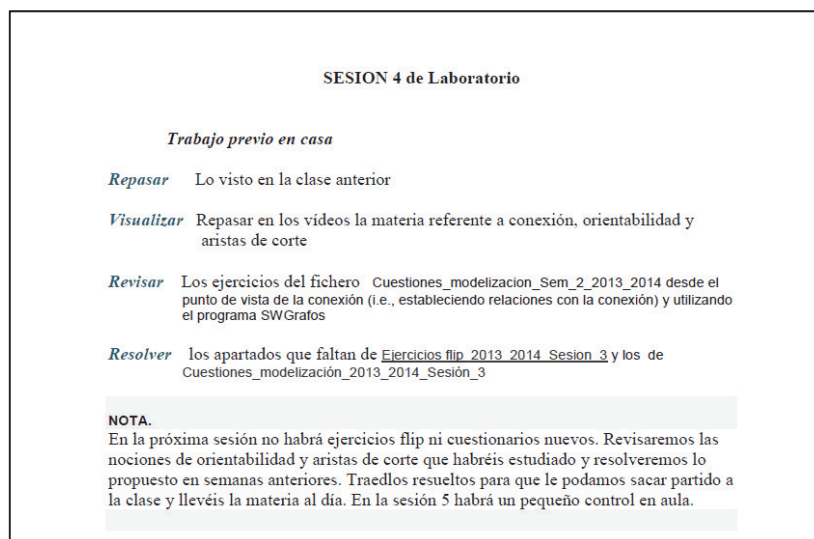 SESION 4 de Laboratorio
Trabajo previo en casa
Repasar Lo visto en la clase anterior
Visualizar Repasar en los vídeos la materia referente a conexión, orientabilidad y
aristas de corte
Revisar Los ejercicios del fichero Cuestiones_modelizacion_Sem_2_2013_2014 desde el
punto de vista de la conexión (i.e., estableciendo relaciones con la conexión) y utilizando
el programa SWGrafos
Resolver los apartados que faltan de Ejercicios flip_2013_2014_Sesion_3 y los de
Cuestiones_modelización_2013_2014_Sesión_3
NOTA.
En la próxima sesión no habrá ejercicios flip ni cuestionarios nuevos. Revisaremos las
nociones de orientabilidad y aristas de corte que habréis estudiado y resolveremos lo
propuesto en semanas anteriores. Traedlos resueltos para que le podamos sacar partido a
la clase y llevéis la materia al día. En la sesión 5 habrá un pequeño control en aula.